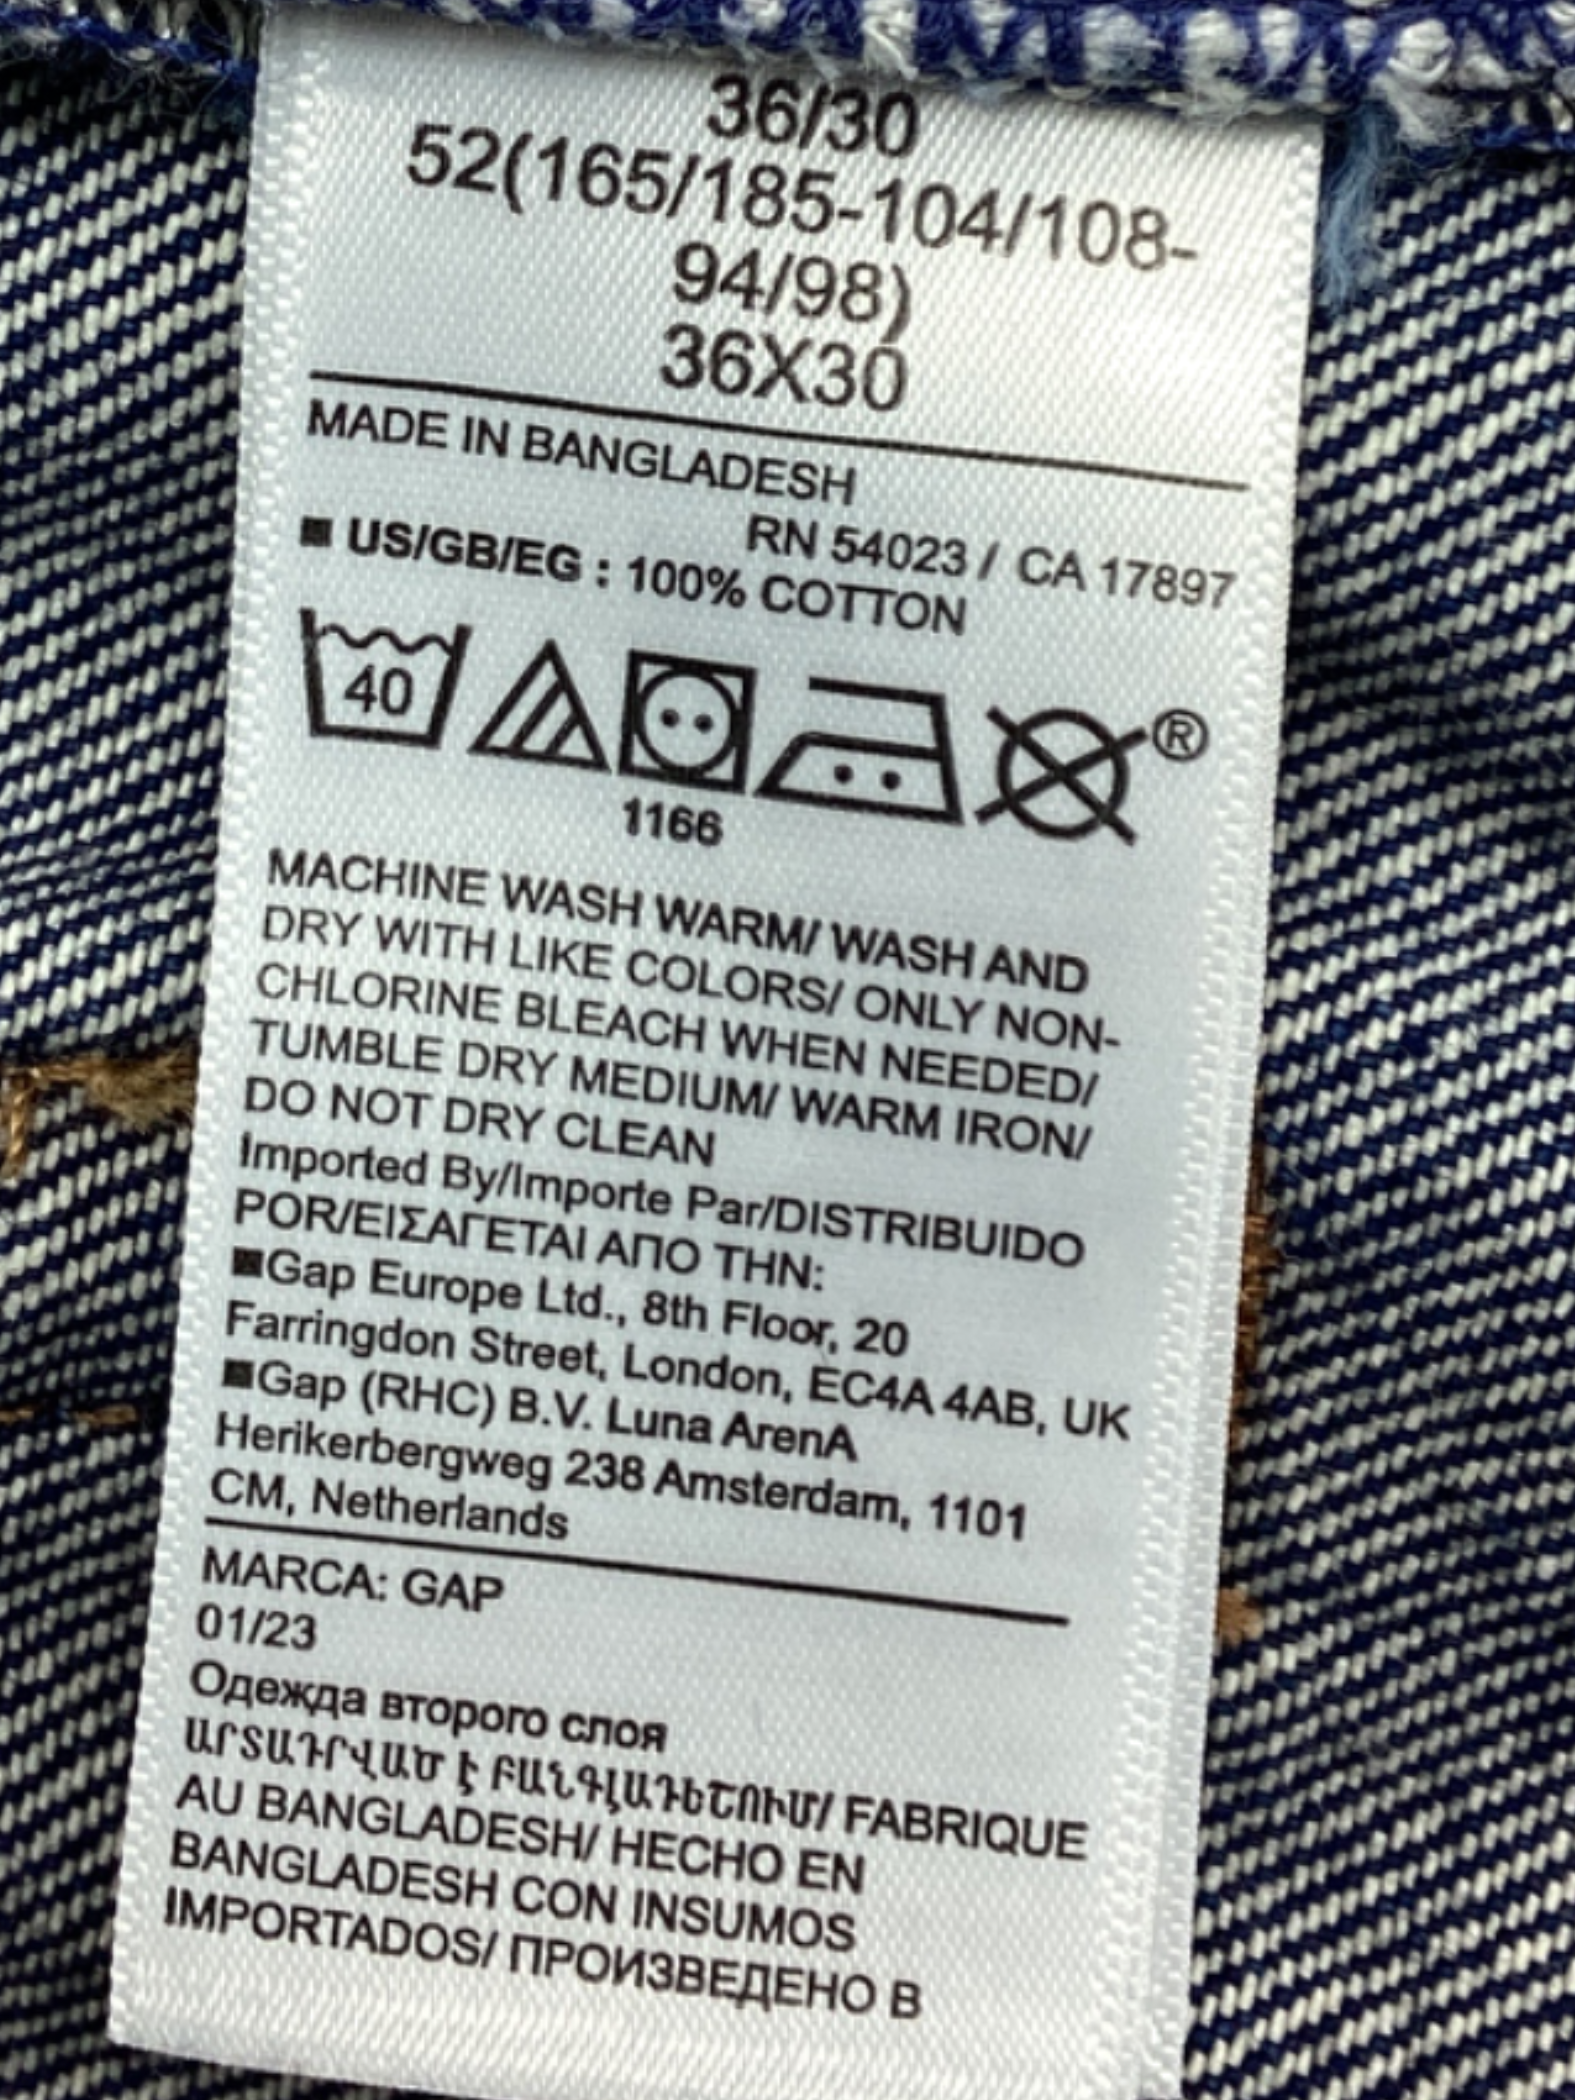 36/30
52(165/185-104/108-
94/98)
36X30
MADE IN BANGLADESH
RN 54023 / CA 17897
■ US/GB/EG : 100% COTTON
40
®
1166
MACHINE WASH WARM/ WASH AND
DRY WITH LIKE COLORS/ ONLY NON-
CHLORINE BLEACH WHEN NEEDED/
TUMBLE DRY MEDIUM/ WARM IRON/
DO NOT DRY CLEAN
Imported By/Importe Par/DISTRIBUIDO
POR/ΕΙΣΑΓΕΤΑΙ ΑΠΟ ΤΗΝ:
■Gap Europe Ltd., 8th Floor, 20
Farringdon Street, London, EC4A 4AB, UK
■Gap (RHC) B.V. Luna ArenA
Herikerbergweg 238 Amsterdam, 1101
CM, Netherlands
MARCA: GAP
01/23
Одежда второго слоя
ԱՐՏԱԴՐՎԱԾ Է ԲԱՆԳԼԱԴԵՇՈՒՄ/ FABRIQUE
AU BANGLADESH/ HECHO EN
BANGLADESH CON INSUMOS
IMPORTADOS/ ПРОИЗВЕДЕНО В